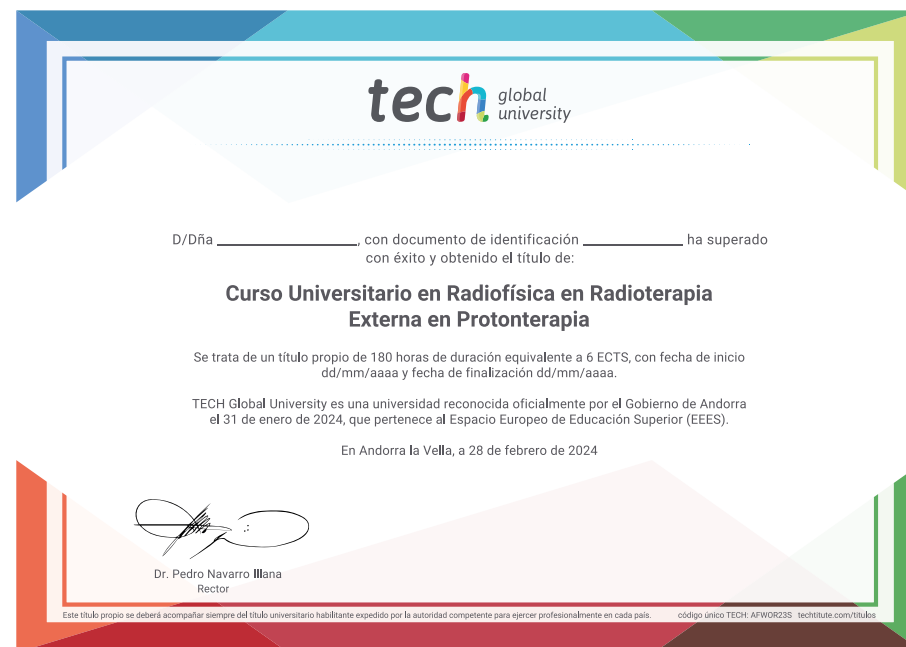 tech global university
D/Dña ____________________, con documento de identificación ______________ ha superado
con éxito y obtenido el título de:
Curso Universitario en Radiofísica en Radioterapia
Externa en Protonterapia
Se trata de un título propio de 180 horas de duración equivalente a 6 ECTS, con fecha de inicio
dd/mm/aaaa y fecha de finalización dd/mm/aaaa.
TECH Global University es una universidad reconocida oficialmente por el Gobierno de Andorra
el 31 de enero de 2024, que pertenece al Espacio Europeo de Educación Superior (EEES).
En Andorra la Vella, a 28 de febrero de 2024
Dr. Pedro Navarro Illana
Rector
Este título propio se deberá acompañar siempre del título universitario habilitante expedido por la autoridad competente para ejercer profesionalmente en cada país. código único TECH: AFWOR23S techtitute.com/titulos